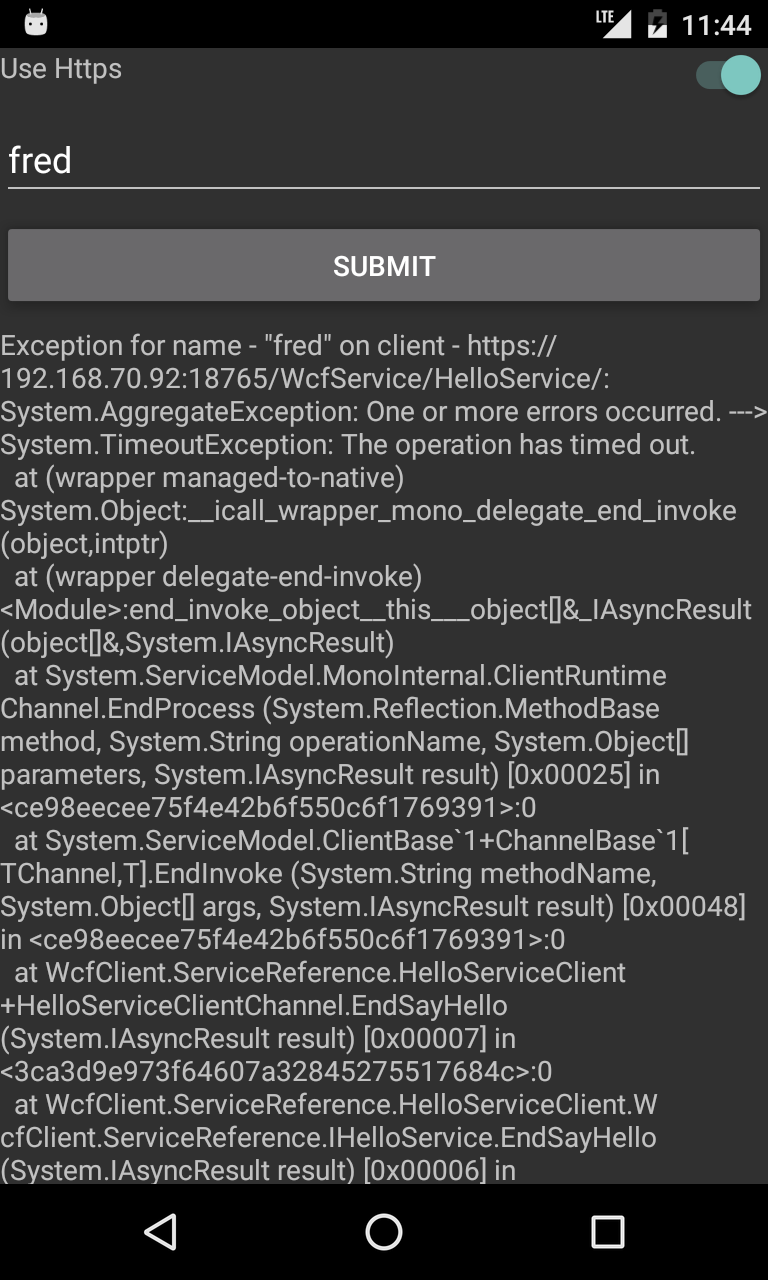 LTE 11:44
Use Https
fred
SUBMIT
Exception for name - "fred" on client - https://
192.168.70.92:18765/WcfService/HelloService/:
System.AggregateException: One or more errors occurred. --->
System.TimeoutException: The operation has timed out.
  at (wrapper managed-to-native)
System.Object:__icall_wrapper_mono_delegate_end_invoke
(object,intptr)
  at (wrapper delegate-end-invoke)
<Module>:end_invoke_object__this___object[]&_IAsyncResult
(object[]&,System.IAsyncResult)
  at System.ServiceModel.MonoInternal.ClientRuntime
Channel.EndProcess (System.Reflection.MethodBase
method, System.String operationName, System.Object[]
parameters, System.IAsyncResult result) [0x00025] in
<ce98eecee75f4e42b6f550c6f1769391>:0
  at System.ServiceModel.ClientBase`1+ChannelBase`1[
TChannel,T].EndInvoke (System.String methodName,
System.Object[] args, System.IAsyncResult result) [0x00048]
in <ce98eecee75f4e42b6f550c6f1769391>:0
  at WcfClient.ServiceReference.HelloServiceClient
+HelloServiceClientChannel.EndSayHello
(System.IAsyncResult result) [0x00007] in
<3ca3d9e973f64607a32845275517684c>:0
  at WcfClient.ServiceReference.HelloServiceClient.W
cfClient.ServiceReference.IHelloService.EndSayHello
(System.IAsyncResult result) [0x00006] in